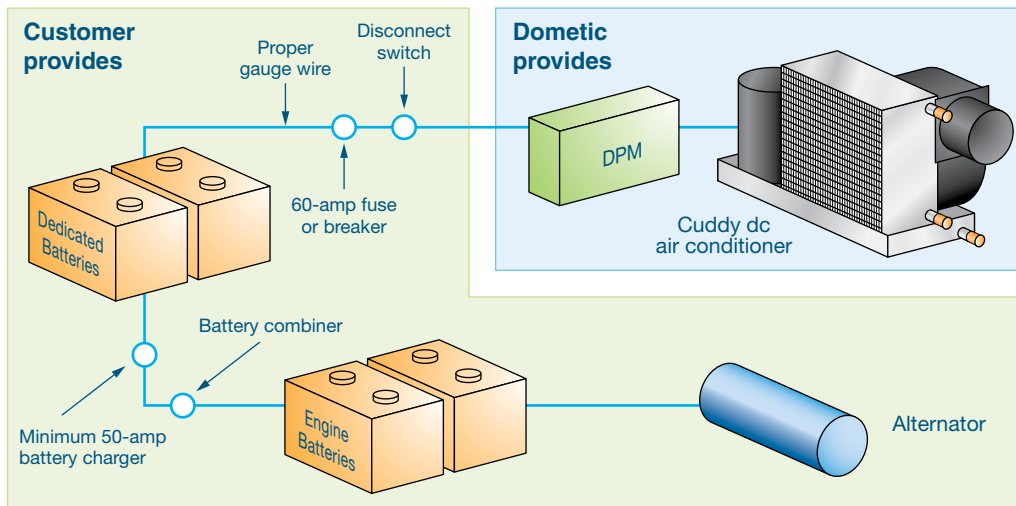 Customer
provides
Proper
gauge wire
Disconnect
switch
Dometic
provides
DPM
60-amp fuse
or breaker
Cuddy dc
air conditioner
Dedicated
Batteries
Battery combiner
Minimum 50-amp
battery charger
Engine
Batteries
Alternator